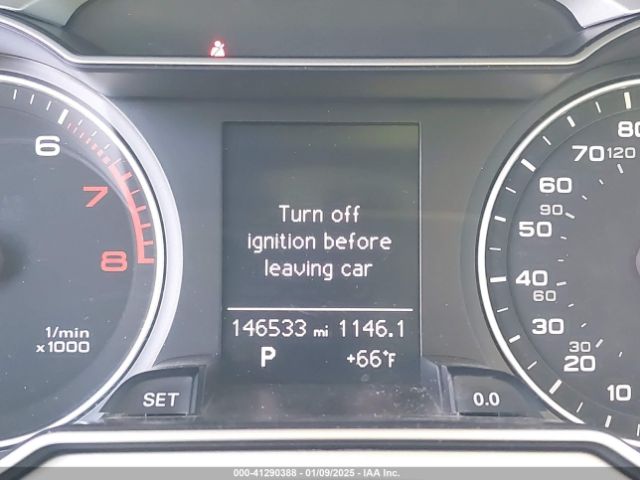 6
7
8
1/min
x1000
SET
Turn off
ignition before
leaving car
146533 mi 1146.1
P +66°F
0.0
80
120
70
60
90
50
40
60
30
30
20
10
000-41290388 - 01/09/2025 - IAA Inc.